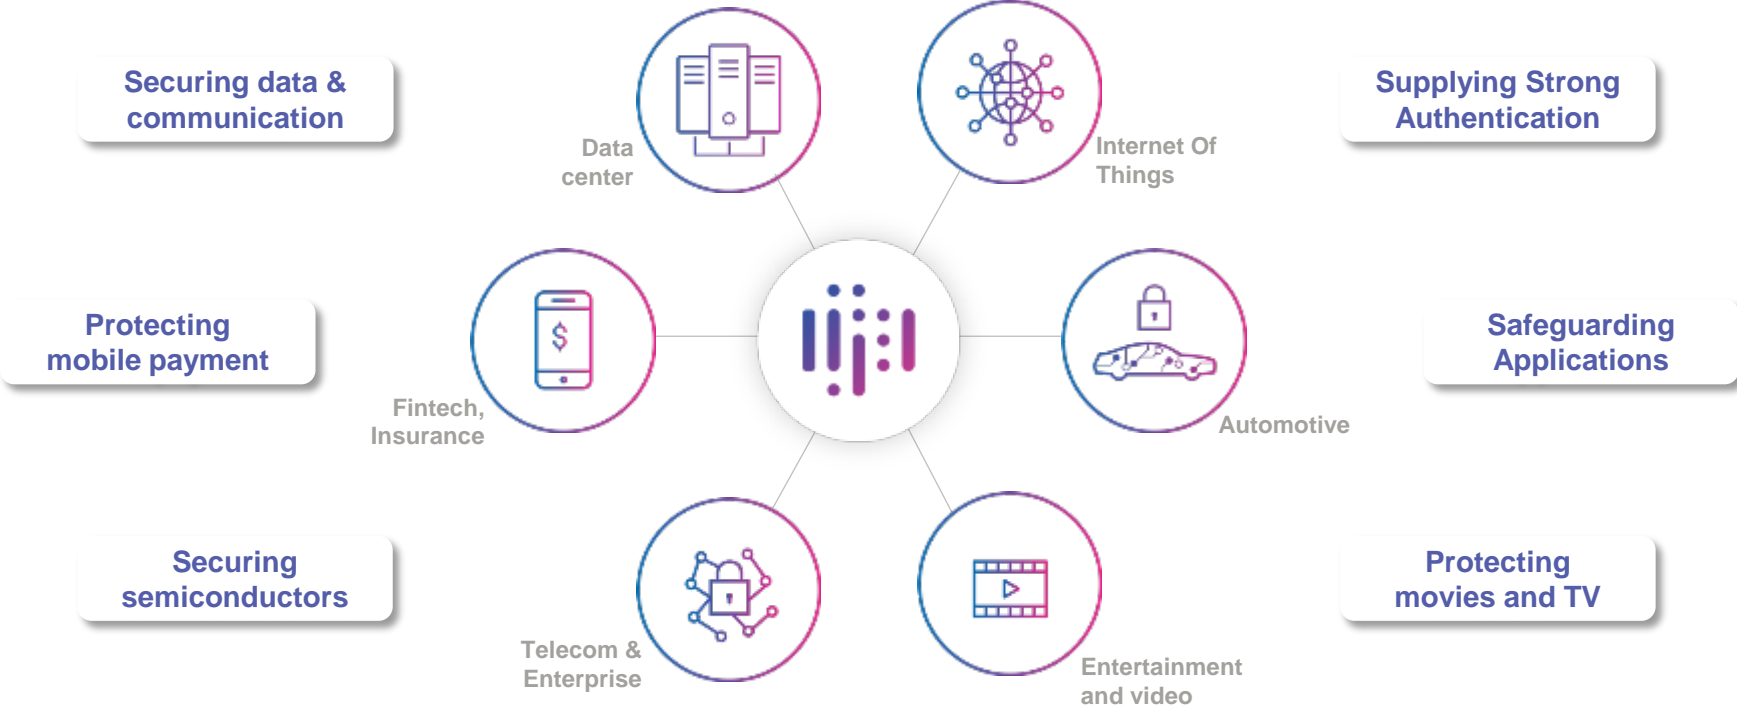 Securing data &
communication
Data
center
Internet Of
Things
Supplying Strong
Authentication
Protecting
mobile payment
$
Fintech,
Insurance
Automotive
Safeguarding
Applications
Securing
semiconductors
Telecom &
Enterprise
Entertainment
and video
Protecting
movies and TV